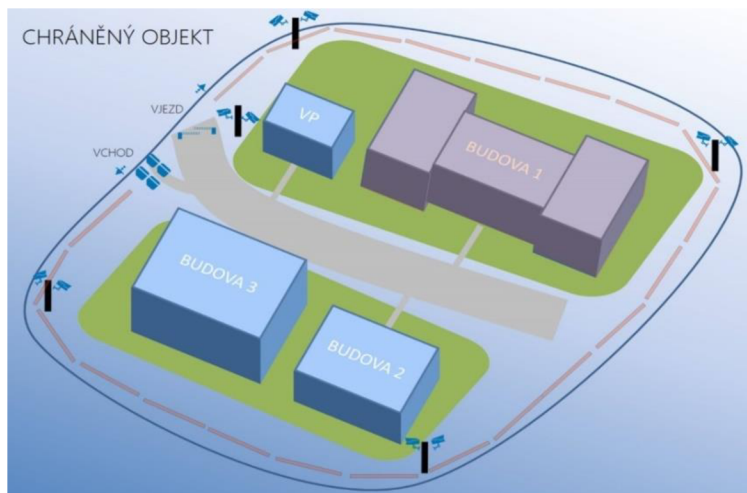 CHRÁNĚNÝ OBJEKT
VJEZD
VCHOD
VP
BUDOVA 1
BUDOVA 3
BUDOVA 2